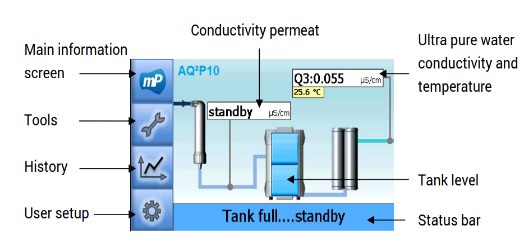 Conductivity permeat
Main information
screen
Ultra pure water
conductivity and
temperature
mP
AQ²P10
Q3:0.055 µS/cm
25.6 °C
standby µS/cm
Tools
History
Tank level
User setup
Tank full....standby
Status bar